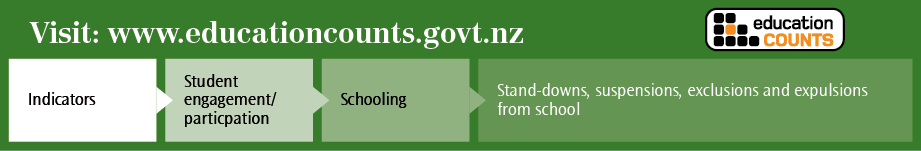 Visit: www.educationcounts.govt.nz
education
COUNTS
Indicators
Student
engagement/
particpation
Schooling
Stand-downs, suspensions, exclusions and expulsions
from school